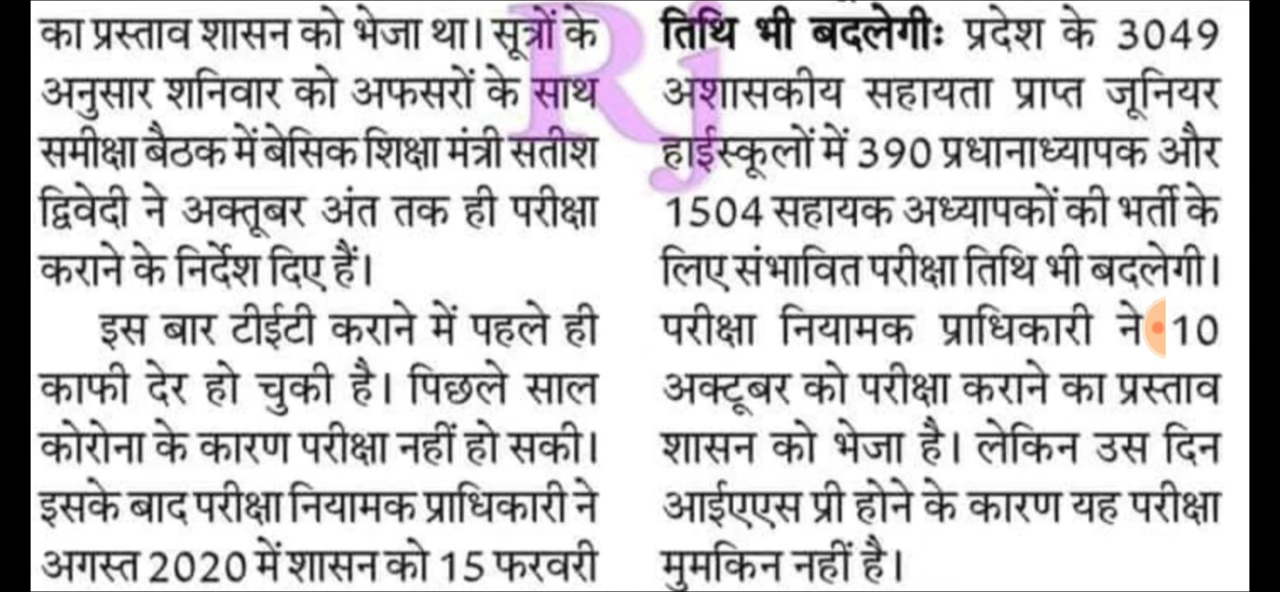 का प्रस्ताव शासन को भेजा था। सूत्रों के
अनुसार शनिवार को अफसरों के साथ
समीक्षा बैठक में बेसिक शिक्षा मंत्री सतीश
द्विवेदी ने अक्तूबर अंत तक ही परीक्षा
कराने के निर्देश दिए हैं।
इस बार टीईटी कराने में पहले ही
काफी देर हो चुकी है। पिछले साल
कोरोना के कारण परीक्षा नहीं हो सकी।
इसके बाद परीक्षा नियामक प्राधिकारी ने
अगस्त 2020 में शासन को 15 फरवरी
तिथि भी बदलेगीः प्रदेश के 3049
अशासकीय सहायता प्राप्त जूनियर
हाईस्कूलों में 390 प्रधानाध्यापक और
1504 सहायक अध्यापकों की भर्ती के
लिए संभावित परीक्षा तिथि भी बदलेगी।
परीक्षा नियामक प्राधिकारी ने 10
अक्टूबर को परीक्षा कराने का प्रस्ताव
शासन को भेजा है। लेकिन उस दिन
आईएएस प्री होने के कारण यह परीक्षा
मुमकिन नहीं है।
Rj